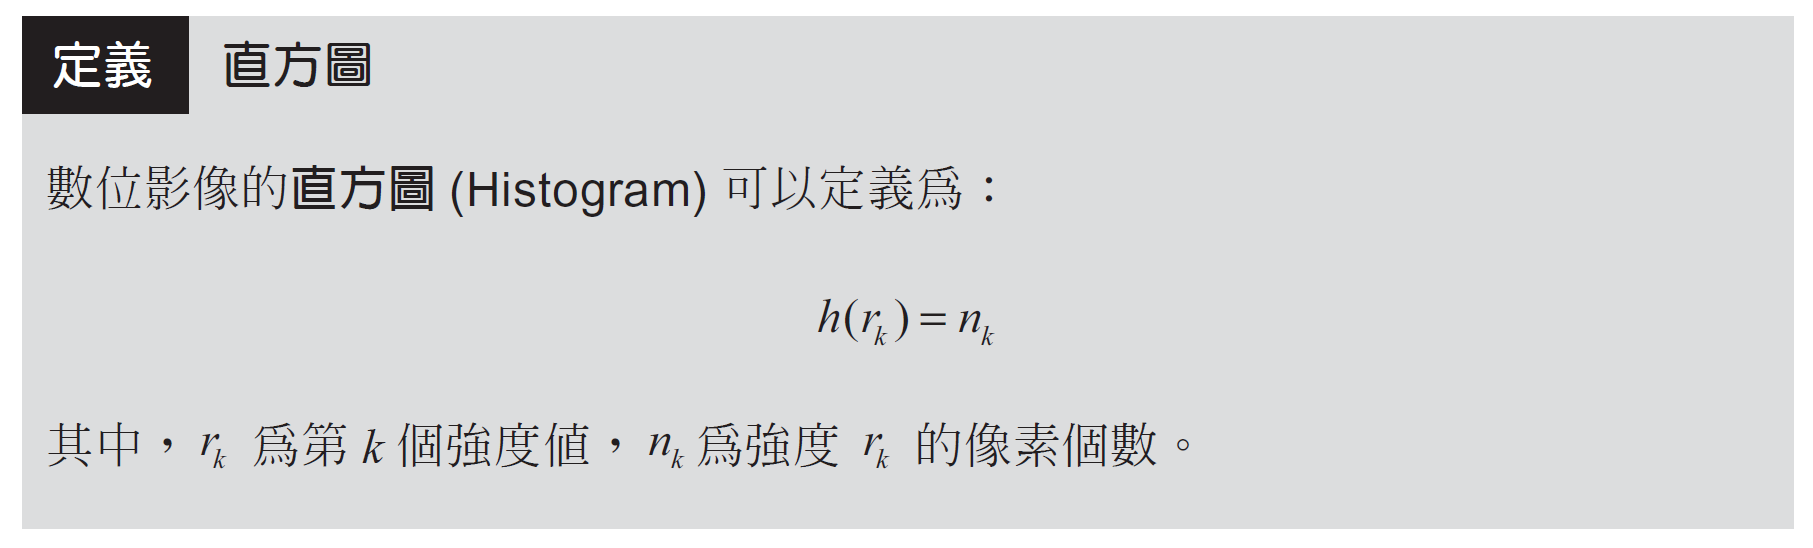 定義 直方圖
數位影像的直方圖 (Histogram) 可以定義爲：
h(r_k) = n_k
其中，r_k 爲第 k 個強度值，n_k 爲強度 r_k 的像素個數。